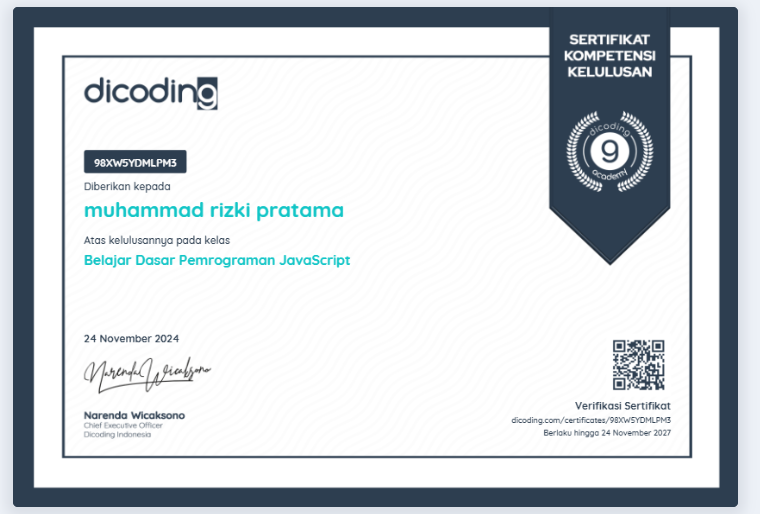 SERTIFIKAT
KOMPETENSI
KELULUSAN
dicoding
dicoding
9
academy
98XW5YDMLPM3
Diberikan kepada
muhammad rizki pratama
Atas kelulusannya pada kelas
Belajar Dasar Pemrograman JavaScript
24 November 2024
Narenda Wicaksono
Narenda Wicaksono
Chief Executive Officer
Dicoding Indonesia
Verifikasi Sertifikat
dicoding.com/certificates/98XW5YDMLPM3
Berlaku hingga 24 November 2027